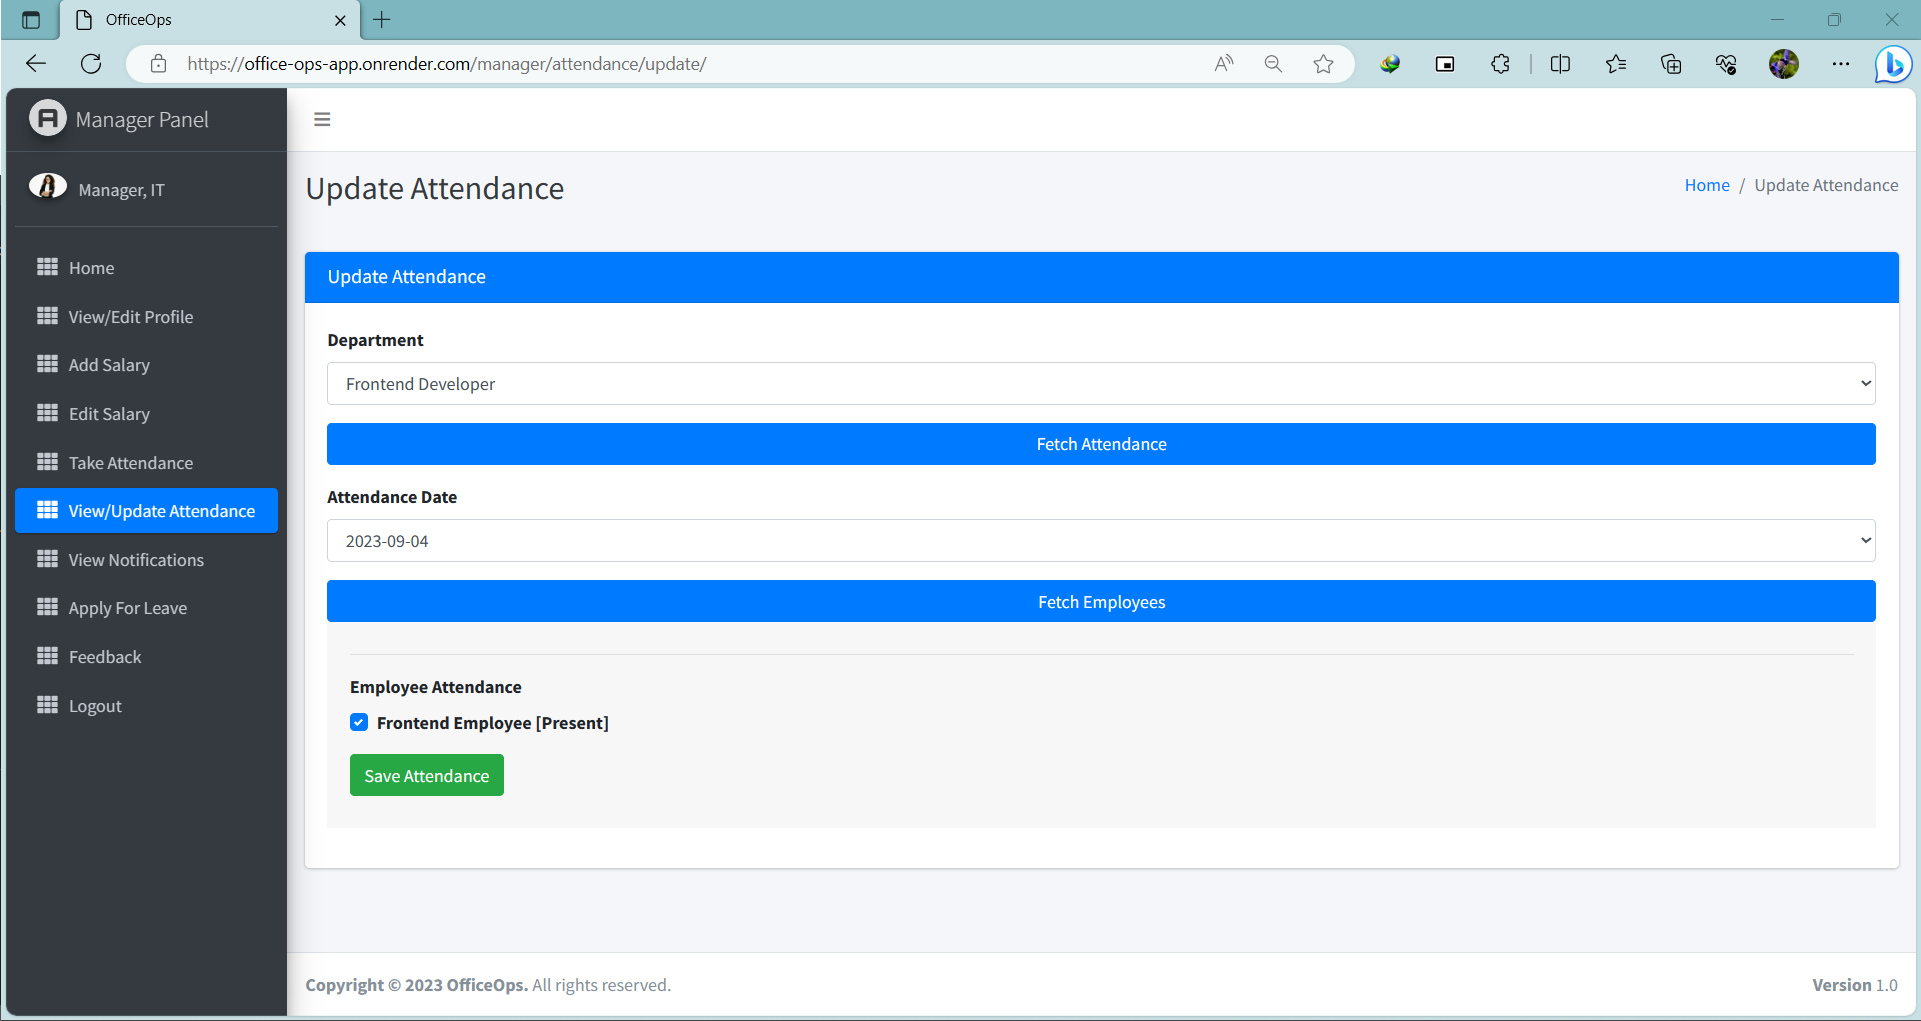 OfficeOps
https://office-ops-app.onrender.com/manager/attendance/update/
Manager Panel
Manager, IT
Home
View/Edit Profile
Add Salary
Edit Salary
Take Attendance
View/Update Attendance
View Notifications
Apply For Leave
Feedback
Logout
Update Attendance
Home / Update Attendance
Update Attendance
Department
Frontend Developer
Fetch Attendance
Attendance Date
2023-09-04
Fetch Employees
Employee Attendance
Frontend Employee [Present]
Save Attendance
Copyright © 2023 OfficeOps. All rights reserved.
Version 1.0